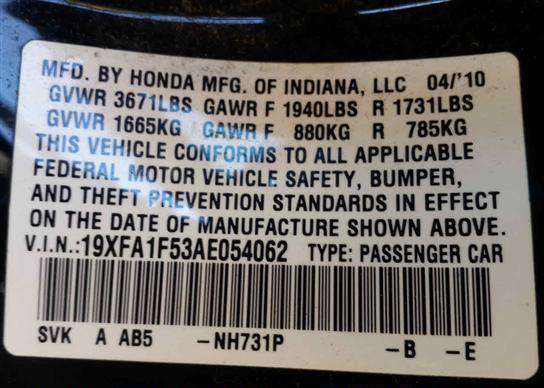 MFD. BY HONDA MFG. OF INDIANA, LLC 04/'10
GVWR 3671LBS GAWR F 1940LBS R 1731LBS
GVWR 1665KG GAWR F 880KG R 785KG
THIS VEHICLE CONFORMS TO ALL APPLICABLE
FEDERAL MOTOR VEHICLE SAFETY, BUMPER,
AND THEFT PREVENTION STANDARDS IN EFFECT
ON THE DATE OF MANUFACTURE SHOWN ABOVE.
V.I.N.:19XFA1F53AE054062 TYPE: PASSENGER CAR
SVK A AB5 –NH731P –B –E